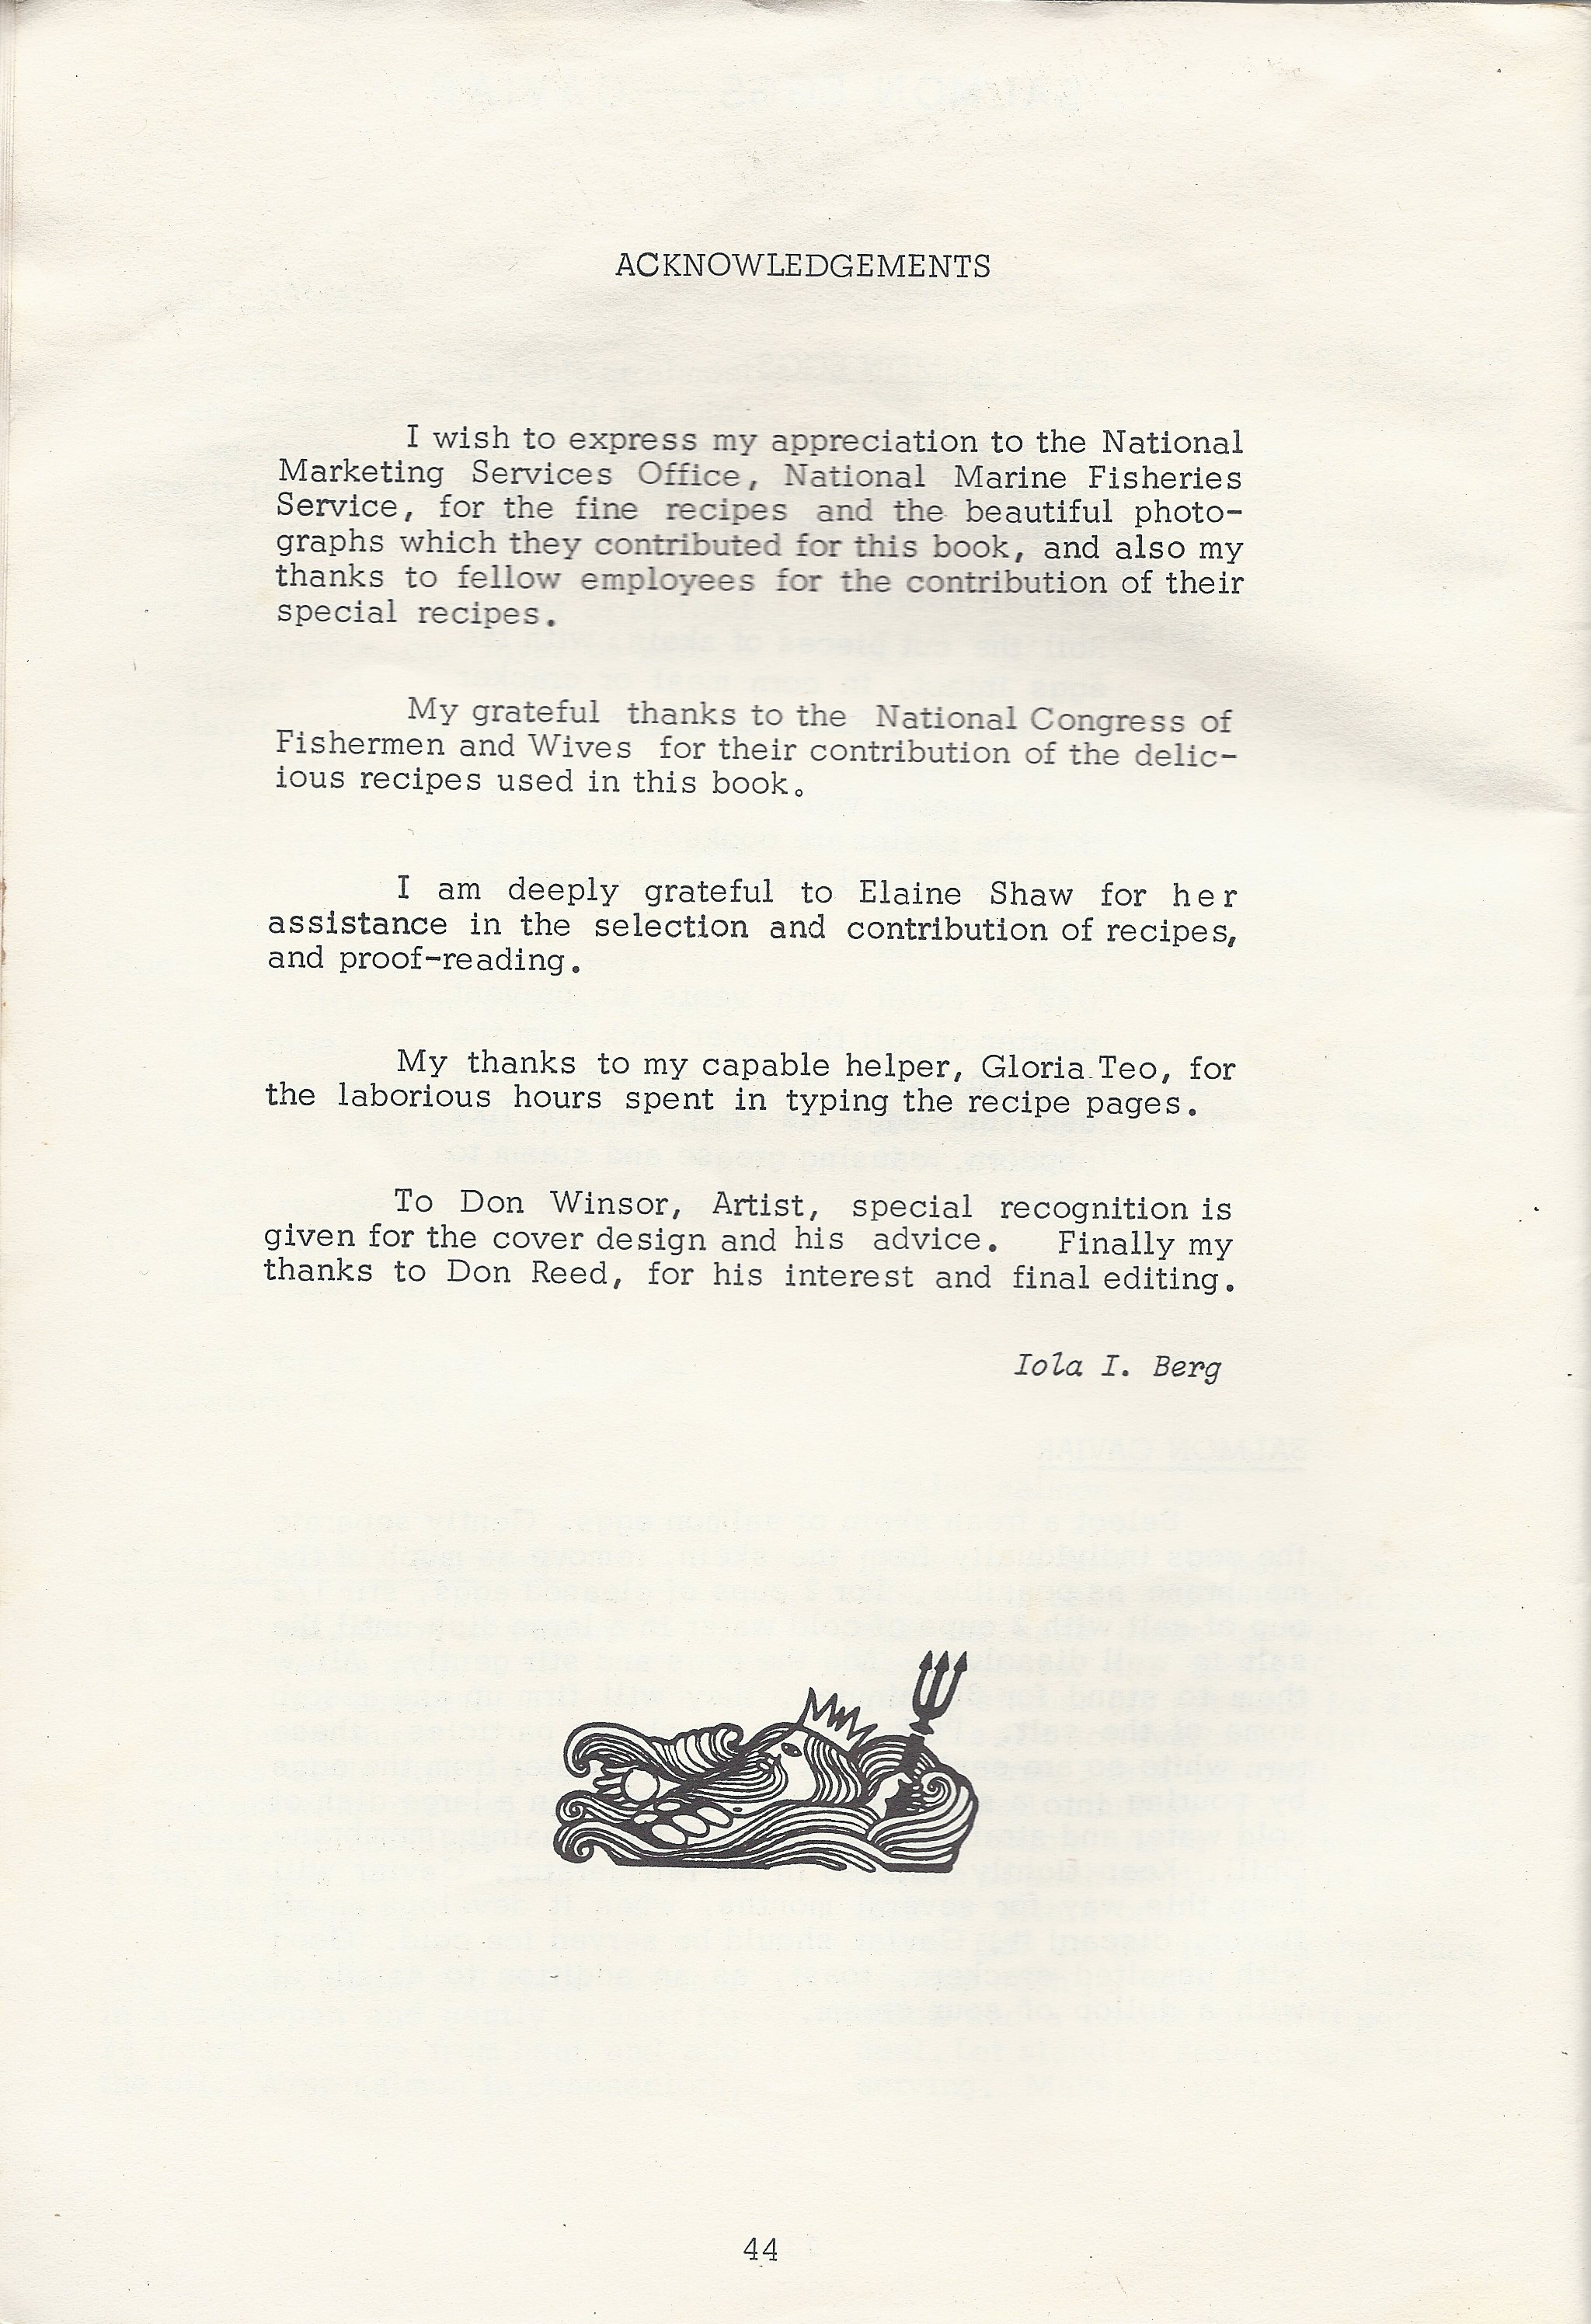 ACKNOWLEDGEMENTS
I wish to express my appreciation to the National
Marketing Services Office, National Marine Fisheries
Service, for the fine recipes and the beautiful photo-
graphs which they contributed for this book, and also my
thanks to fellow employees for the contribution of their
special recipes.
My grateful thanks to the National Congress of
Fishermen and Wives for their contribution of the delic-
ious recipes used in this book.
I am deeply grateful to Elaine Shaw for her
assistance in the selection and contribution of recipes,
and proof-reading.
My thanks to my capable helper, Gloria Teo, for
the laborious hours spent in typing the recipe pages.
To Don Winsor, Artist, special recognition is
given for the cover design and his advice. Finally my
thanks to Don Reed, for his interest and final editing.
Iola I. Berg
44